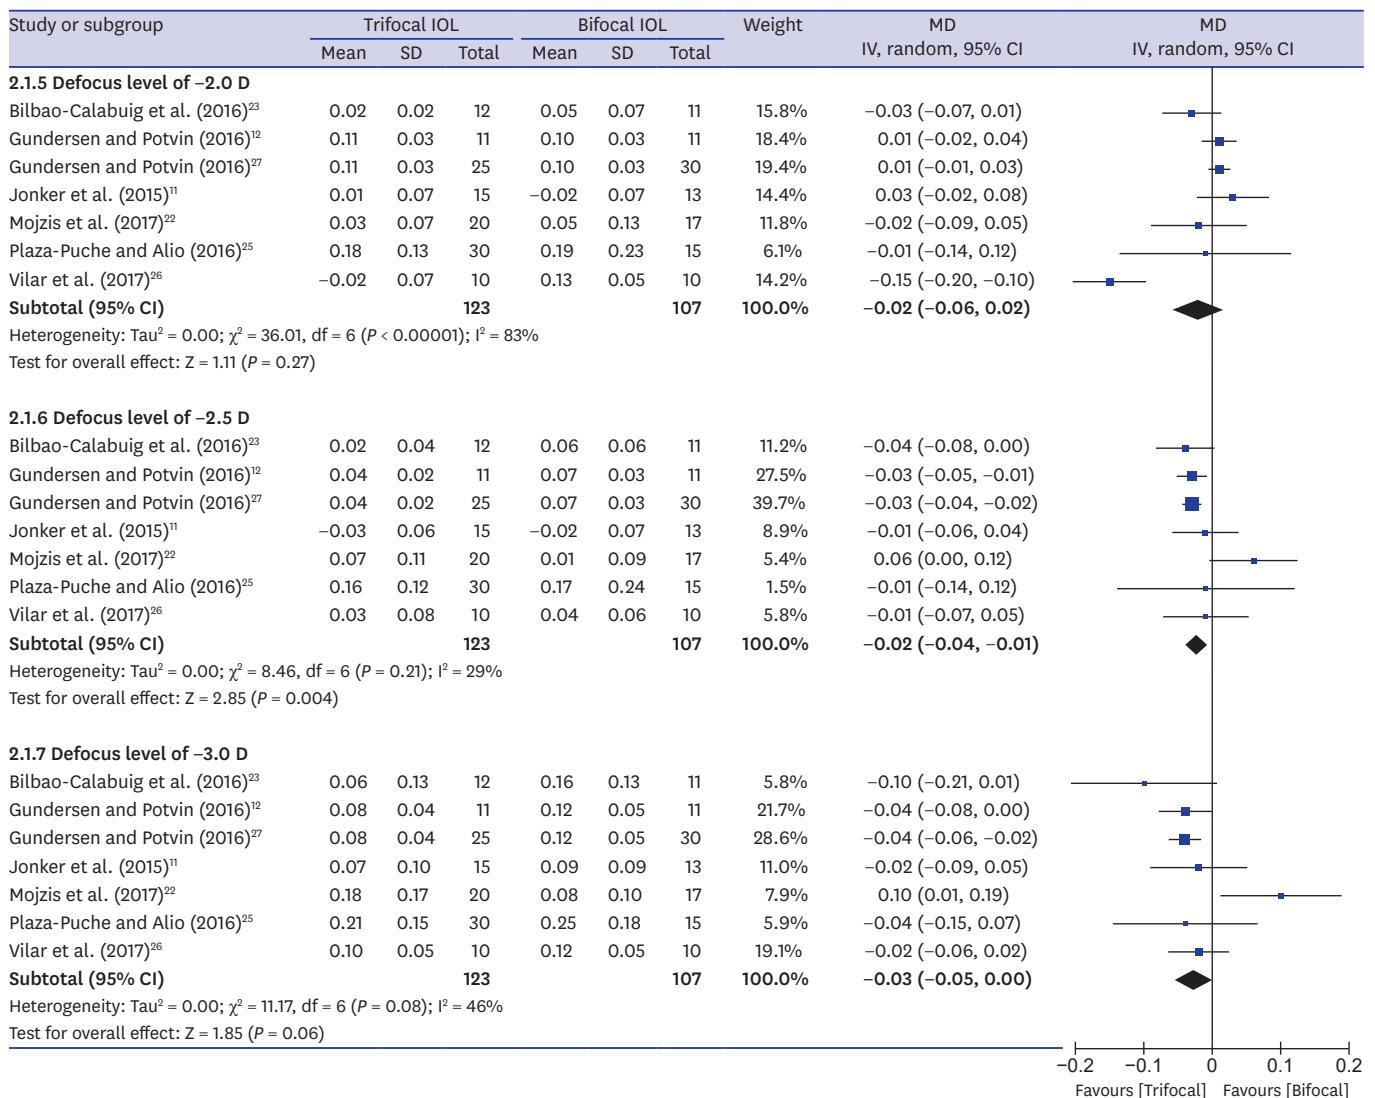 Study or subgroup Trifocal IOL Bifocal IOL Weight MD MD
Mean SD Total Mean SD Total IV, random, 95% CI IV, random, 95% CI
2.1.5 Defocus level of −2.0 D
Bilbao-Calabuig et al. (2016)23 0.02 0.02 12 0.05 0.07 11 15.8% −0.03 (−0.07, 0.01)
Gundersen and Potvin (2016)12 0.11 0.03 11 0.10 0.03 11 18.4% 0.01 (−0.02, 0.04)
Gundersen and Potvin (2016)27 0.11 0.03 25 0.10 0.03 30 19.4% 0.01 (−0.01, 0.03)
Jonker et al. (2015)11 0.01 0.07 15 −0.02 0.07 13 14.4% 0.03 (−0.02, 0.08)
Mojzis et al. (2017)22 0.03 0.07 20 0.05 0.13 17 11.8% −0.02 (−0.09, 0.05)
Plaza-Puche and Alio (2016)25 0.18 0.13 30 0.19 0.23 15 6.1% −0.01 (−0.14, 0.12)
Vilar et al. (2017)26 −0.02 0.07 10 0.13 0.05 10 14.2% −0.15 (−0.20, −0.10)
Subtotal (95% CI) 123 107 100.0% −0.02 (−0.06, 0.02)
Heterogeneity: Tau² = 0.00; χ² = 36.01, df = 6 (P < 0.00001); I² = 83%
Test for overall effect: Z = 1.11 (P = 0.27)
2.1.6 Defocus level of −2.5 D
Bilbao-Calabuig et al. (2016)23 0.02 0.04 12 0.06 0.06 11 11.2% −0.04 (−0.08, 0.00)
Gundersen and Potvin (2016)12 0.04 0.02 11 0.07 0.03 11 27.5% −0.03 (−0.05, −0.01)
Gundersen and Potvin (2016)27 0.04 0.02 25 0.07 0.03 30 39.7% −0.03 (−0.04, −0.02)
Jonker et al. (2015)11 −0.03 0.06 15 −0.02 0.07 13 8.9% −0.01 (−0.06, 0.04)
Mojzis et al. (2017)22 0.07 0.11 20 0.01 0.09 17 5.4% 0.06 (0.00, 0.12)
Plaza-Puche and Alio (2016)25 0.16 0.12 30 0.17 0.24 15 1.5% −0.01 (−0.14, 0.12)
Vilar et al. (2017)26 0.03 0.08 10 0.04 0.06 10 5.8% −0.01 (−0.07, 0.05)
Subtotal (95% CI) 123 107 100.0% −0.02 (−0.04, −0.01)
Heterogeneity: Tau² = 0.00; χ² = 8.46, df = 6 (P = 0.21); I² = 29%
Test for overall effect: Z = 2.85 (P = 0.004)
2.1.7 Defocus level of −3.0 D
Bilbao-Calabuig et al. (2016)23 0.06 0.13 12 0.16 0.13 11 5.8% −0.10 (−0.21, 0.01)
Gundersen and Potvin (2016)12 0.08 0.04 11 0.12 0.05 11 21.7% −0.04 (−0.08, 0.00)
Gundersen and Potvin (2016)27 0.08 0.04 25 0.12 0.05 30 28.6% −0.04 (−0.06, −0.02)
Jonker et al. (2015)11 0.07 0.10 15 0.09 0.09 13 11.0% −0.02 (−0.09, 0.05)
Mojzis et al. (2017)22 0.18 0.17 20 0.08 0.10 17 7.9% 0.10 (0.01, 0.19)
Plaza-Puche and Alio (2016)25 0.21 0.15 30 0.25 0.18 15 5.9% −0.04 (−0.15, 0.07)
Vilar et al. (2017)26 0.10 0.05 10 0.12 0.05 10 19.1% −0.02 (−0.06, 0.02)
Subtotal (95% CI) 123 107 100.0% −0.03 (−0.05, 0.00)
Heterogeneity: Tau² = 0.00; χ² = 11.17, df = 6 (P = 0.08); I² = 46%
Test for overall effect: Z = 1.85 (P = 0.06)
−0.2 −0.1 0 0.1 0.2
Favours [Trifocal] Favours [Bifocal]